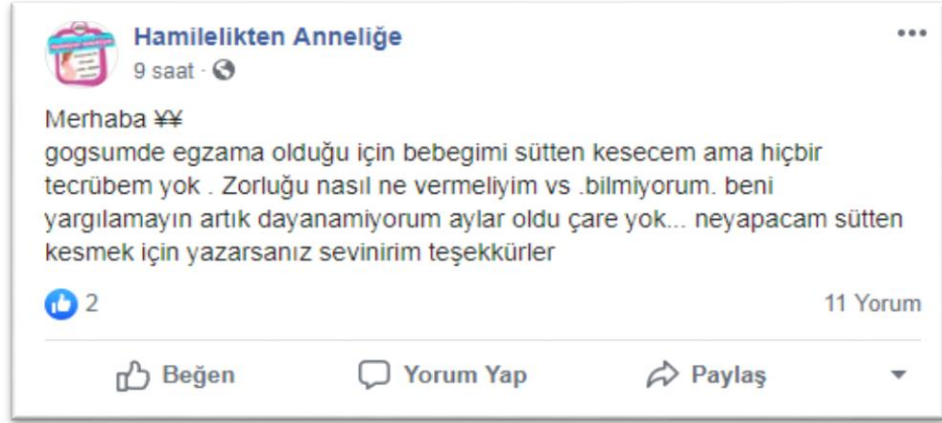 Hamilelikten Anneliğe
9 saat ·
Merhaba ¥¥
gogsumde egzama olduğu için bebegimi sütten kesecem ama hiçbir
tecrübem yok . Zorluğu nasıl ne vermeliyim vs .bilmiyorum. beni
yargılamayın artık dayanamiyorum aylar oldu çare yok... neyapacam sütten
kesmek için yazarsanız sevinirim teşekkürler
2 11 Yorum
Beğen Yorum Yap Paylaş